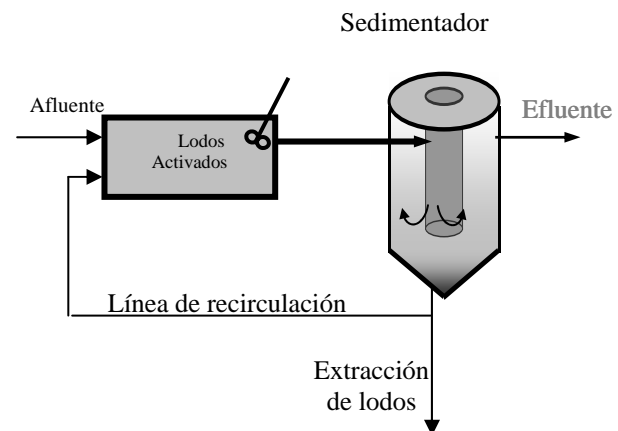 Sedimentador
Afluente
Efluente
Lodos
Activados
Línea de recirculación
Extracción
de lodos